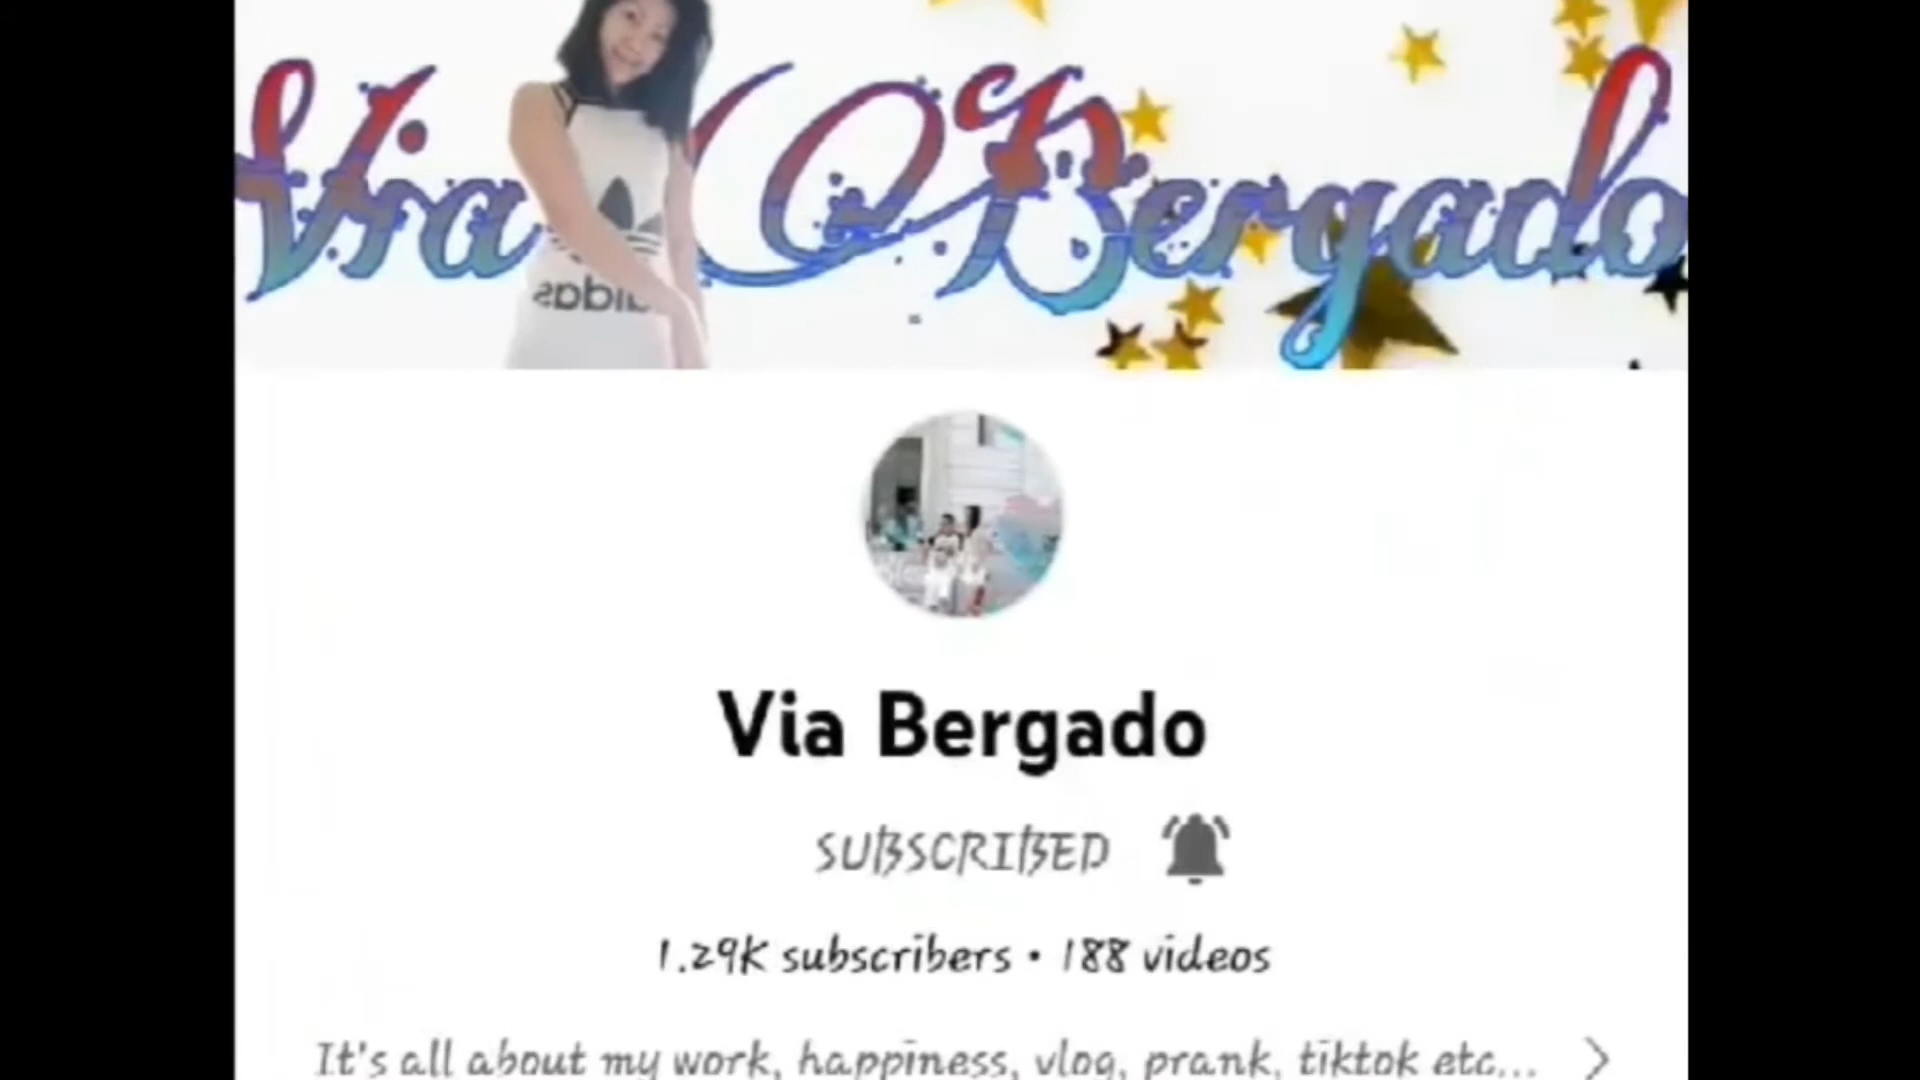 Via Bergado
adidas
Via Bergado
SUBSCRIBED
1.29K subscribers • 188 videos
It's all about my work, happiness, vlog, prank, tiktok etc...